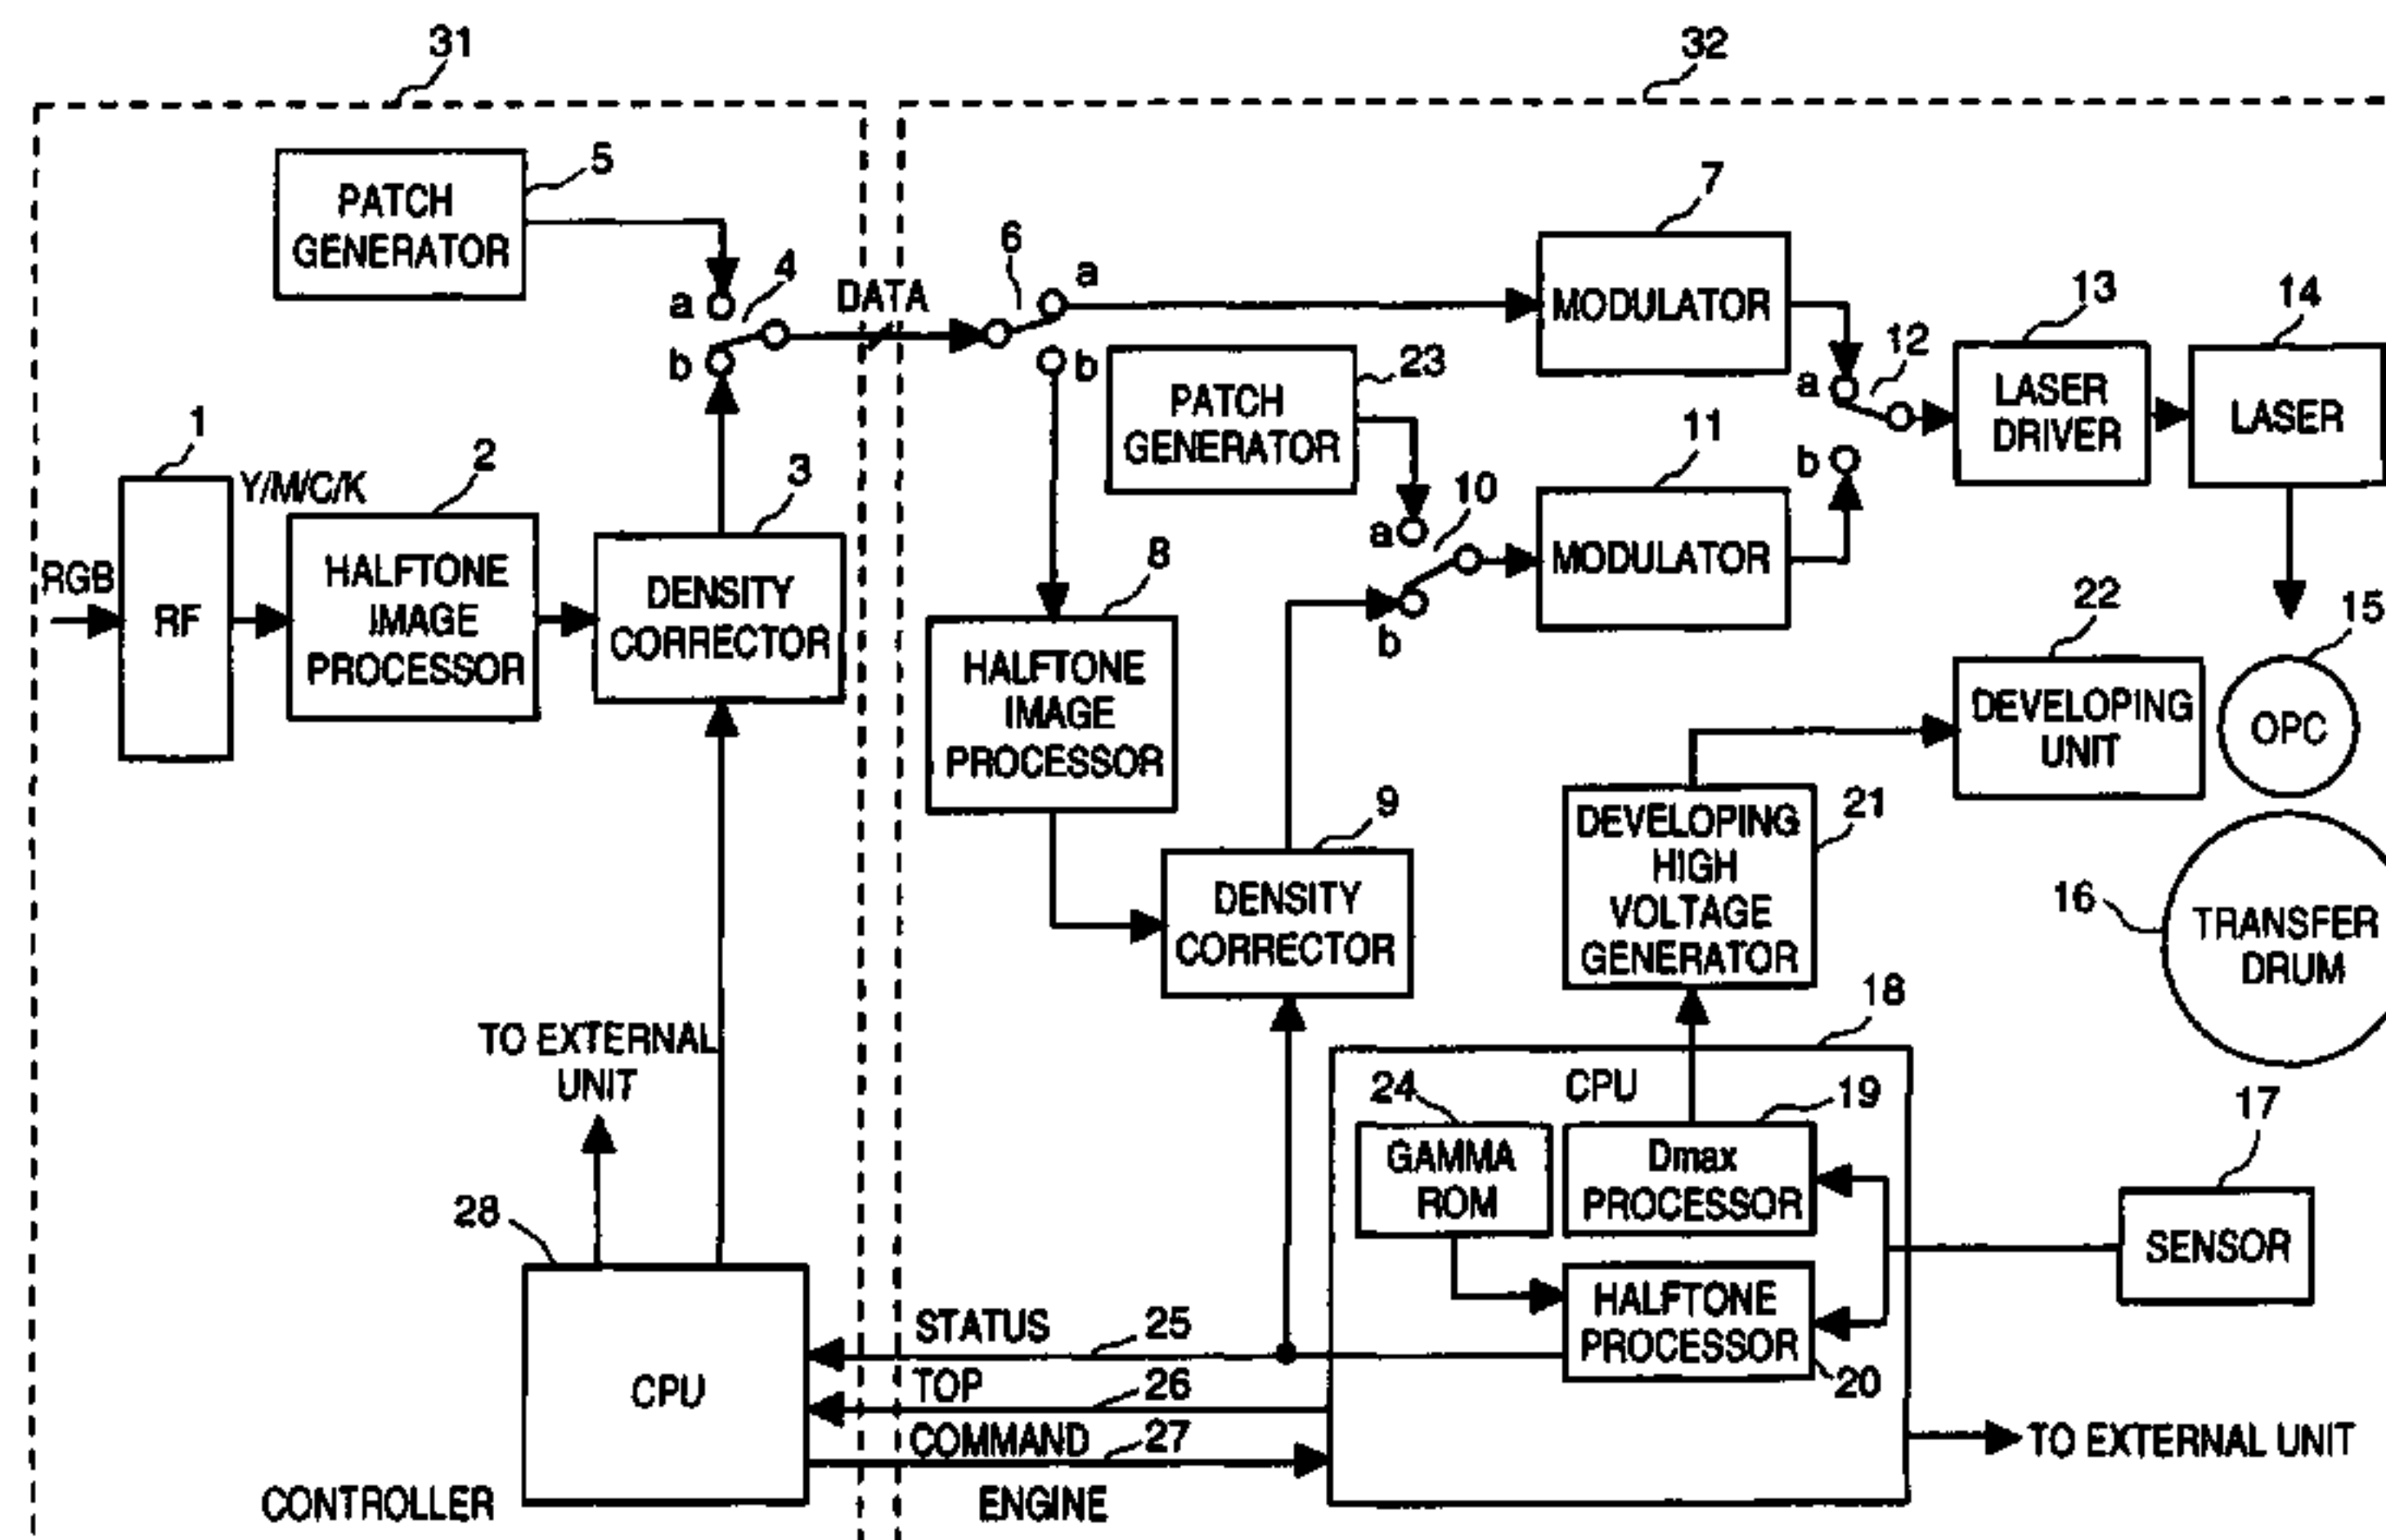 31
32
5
PATCH
GENERATOR
4
a
b
DATA
6
a
b
7
MODULATOR
13
14
12
a
b
LASER
DRIVER
LASER
23
PATCH
GENERATOR
11
10
a
b
MODULATOR
1
Y/M/C/K
2
3
RGB
RF
HALFTONE
IMAGE
PROCESSOR
DENSITY
CORRECTOR
8
HALFTONE
IMAGE
PROCESSOR
22
15
DEVELOPING
UNIT
OPC
9
DENSITY
CORRECTOR
21
DEVELOPING
HIGH
VOLTAGE
GENERATOR
16
TRANSFER
DRUM
TO EXTERNAL
UNIT
18
CPU
24
19
GAMMA
ROM
Dmax
PROCESSOR
17
SENSOR
28
CPU
HALFTONE
PROCESSOR
20
STATUS 25
TOP 26
COMMAND 27
TO EXTERNAL UNIT
CONTROLLER
ENGINE